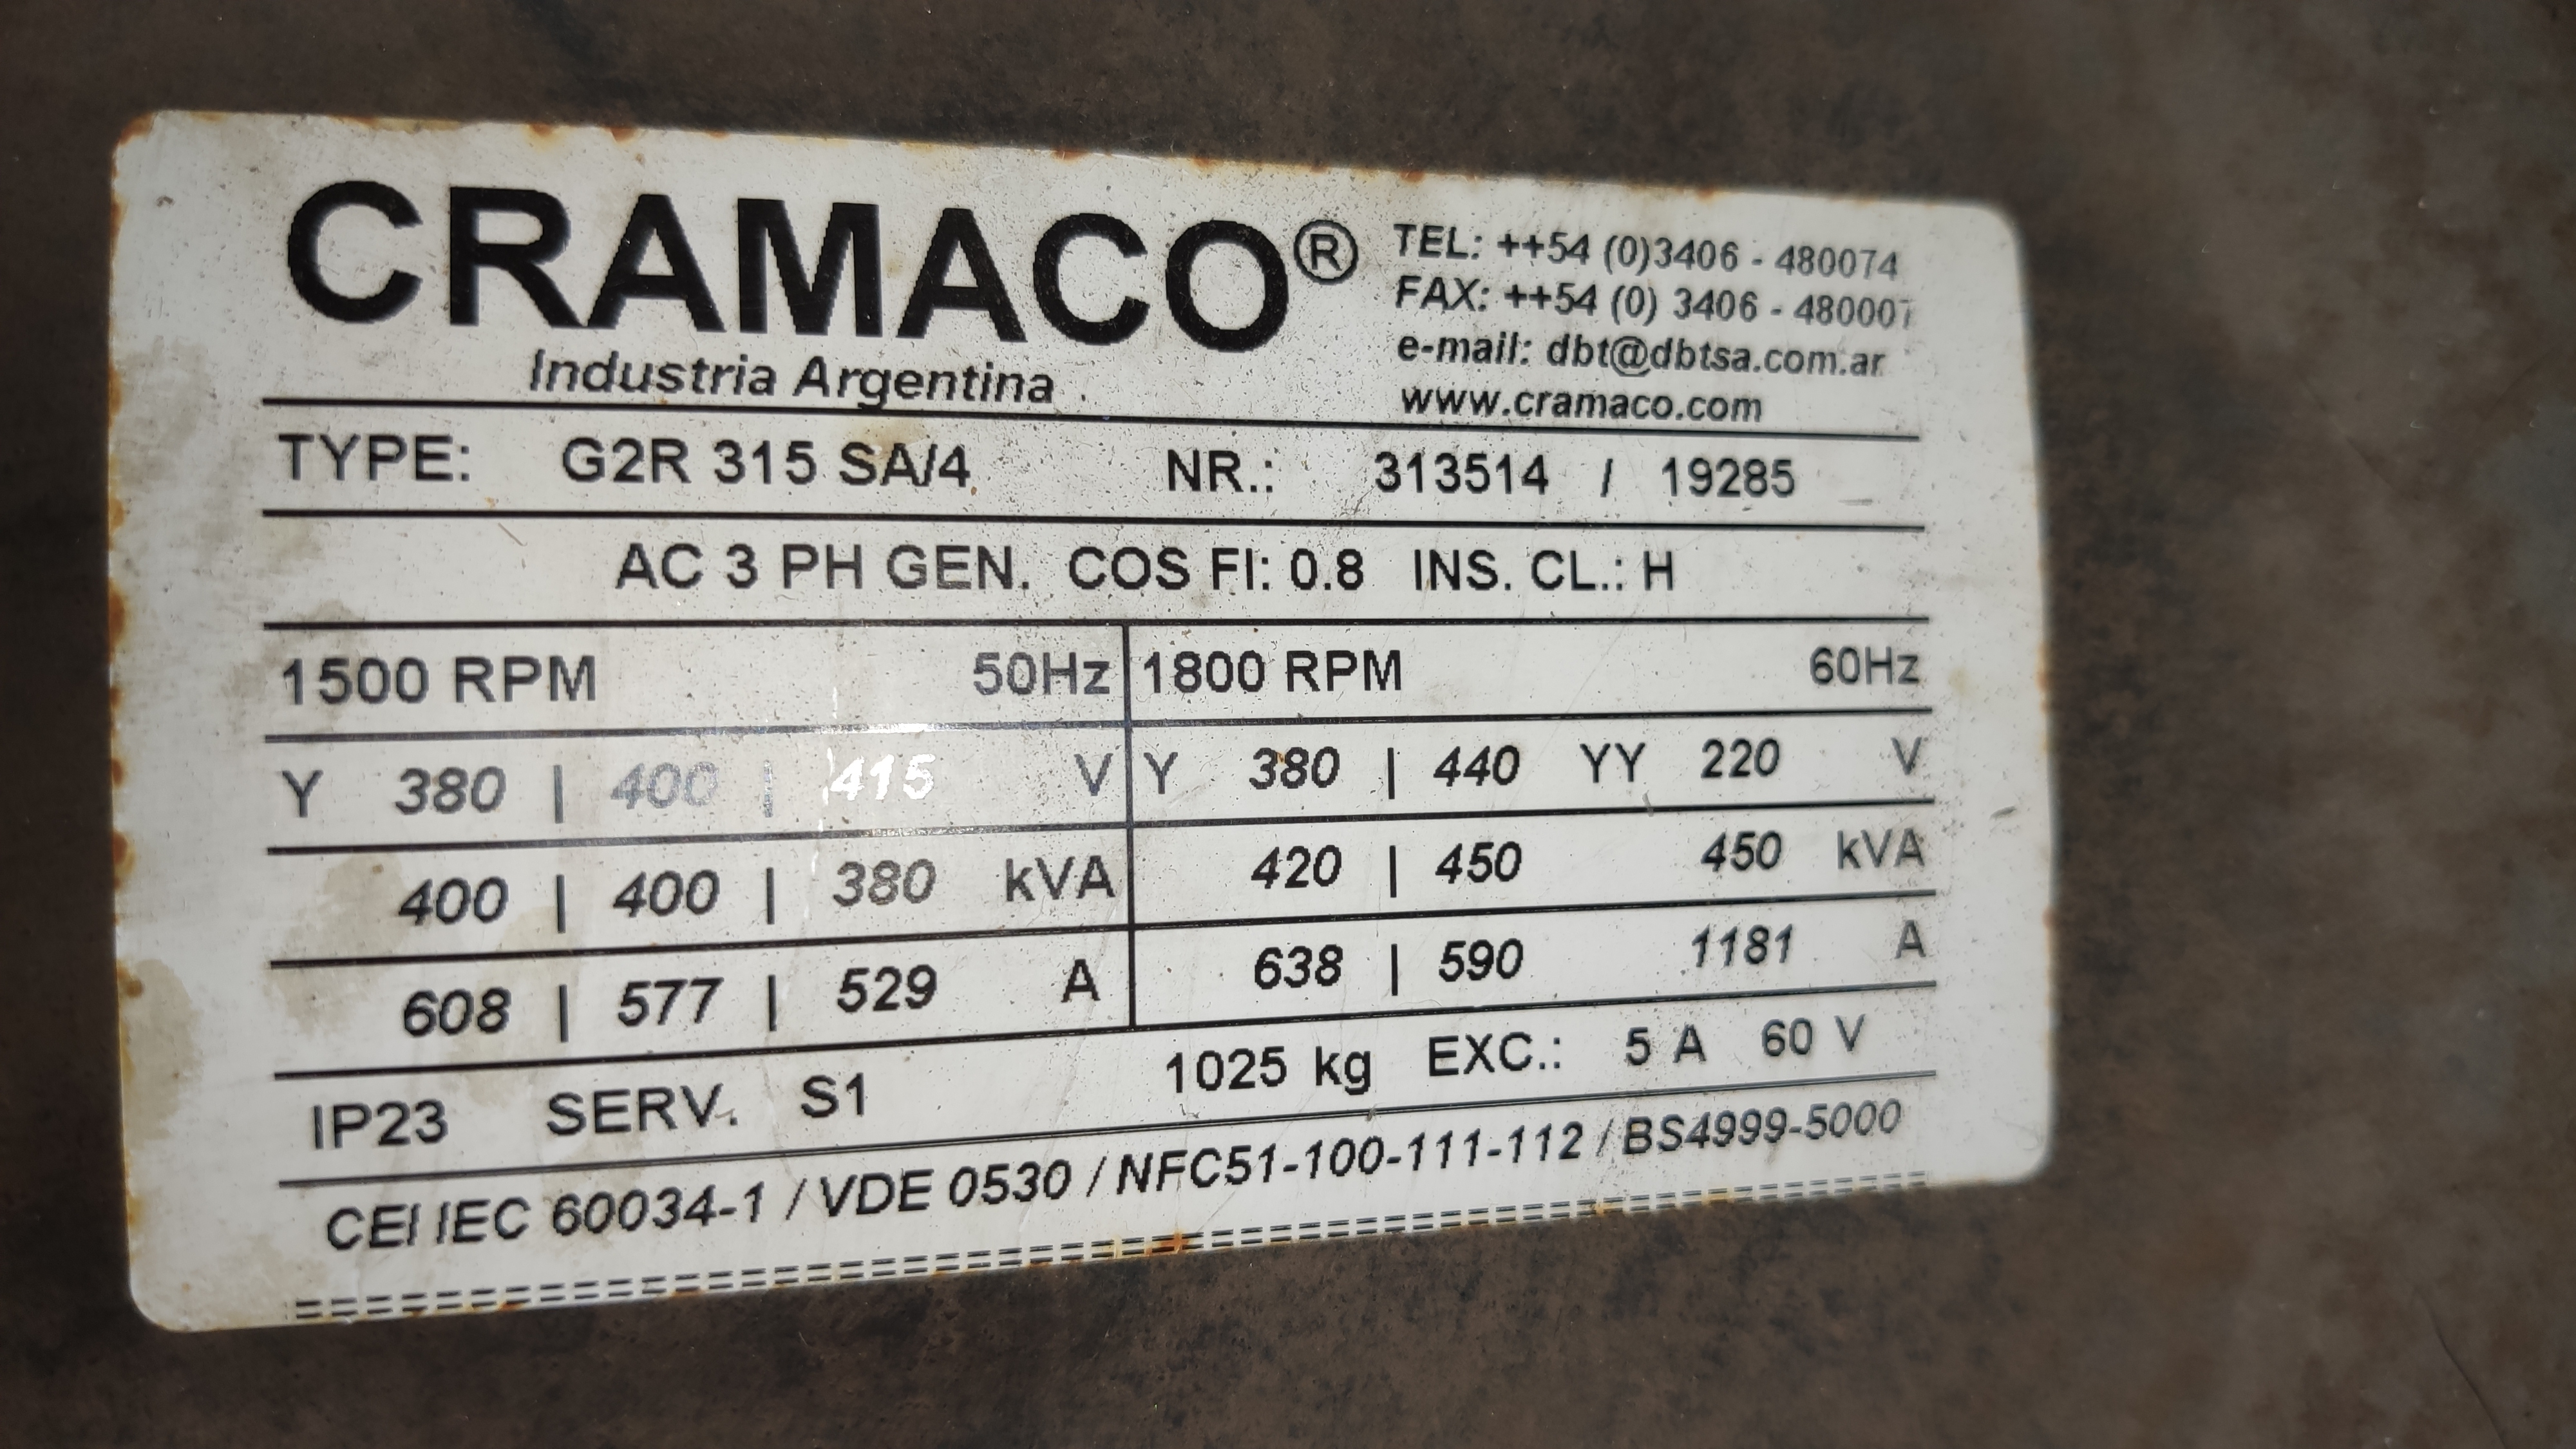 CRAMACO®
Industria Argentina
TEL: ++54 (0)3406 - 480074
FAX: ++54 (0) 3406 - 480007
e-mail: dbt@dbtsa.com.ar
www.cramaco.com
TYPE: G2R 315 SA/4 NR.: 313514 / 19285
AC 3 PH GEN. COS FI: 0.8 INS. CL.: H
1500 RPM 50Hz 1800 RPM 60Hz
Y 380 | 400 | 415 V Y 380 | 440 YY 220 V
400 | 400 | 380 kVA 420 | 450 450 kVA
608 | 577 | 529 A 638 | 590 1181 A
IP23 SERV. S1 1025 kg EXC.: 5 A 60 V
CEI IEC 60034-1 / VDE 0530 / NFC51-100-111-112 / BS4999-5000